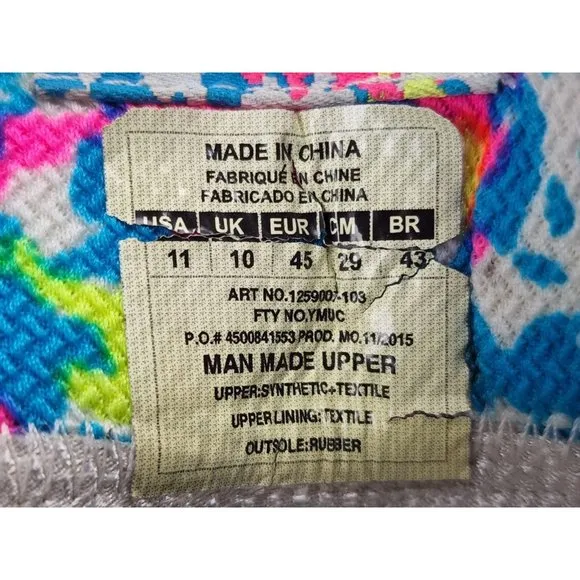 MADE IN CHINA
FABRIQUÉ EN CHINE
FABRICADO EN CHINA
USA UK EUR CM BR
11 10 45 29 43
ART NO.1259007-103
FTY NO.YMUC
P.O.# 4500841553 PROD. MO.11/2015
MAN MADE UPPER
UPPER:SYNTHETIC+TEXTILE
UPPER LINING: TEXTILE
OUTSOLE:RUBBER